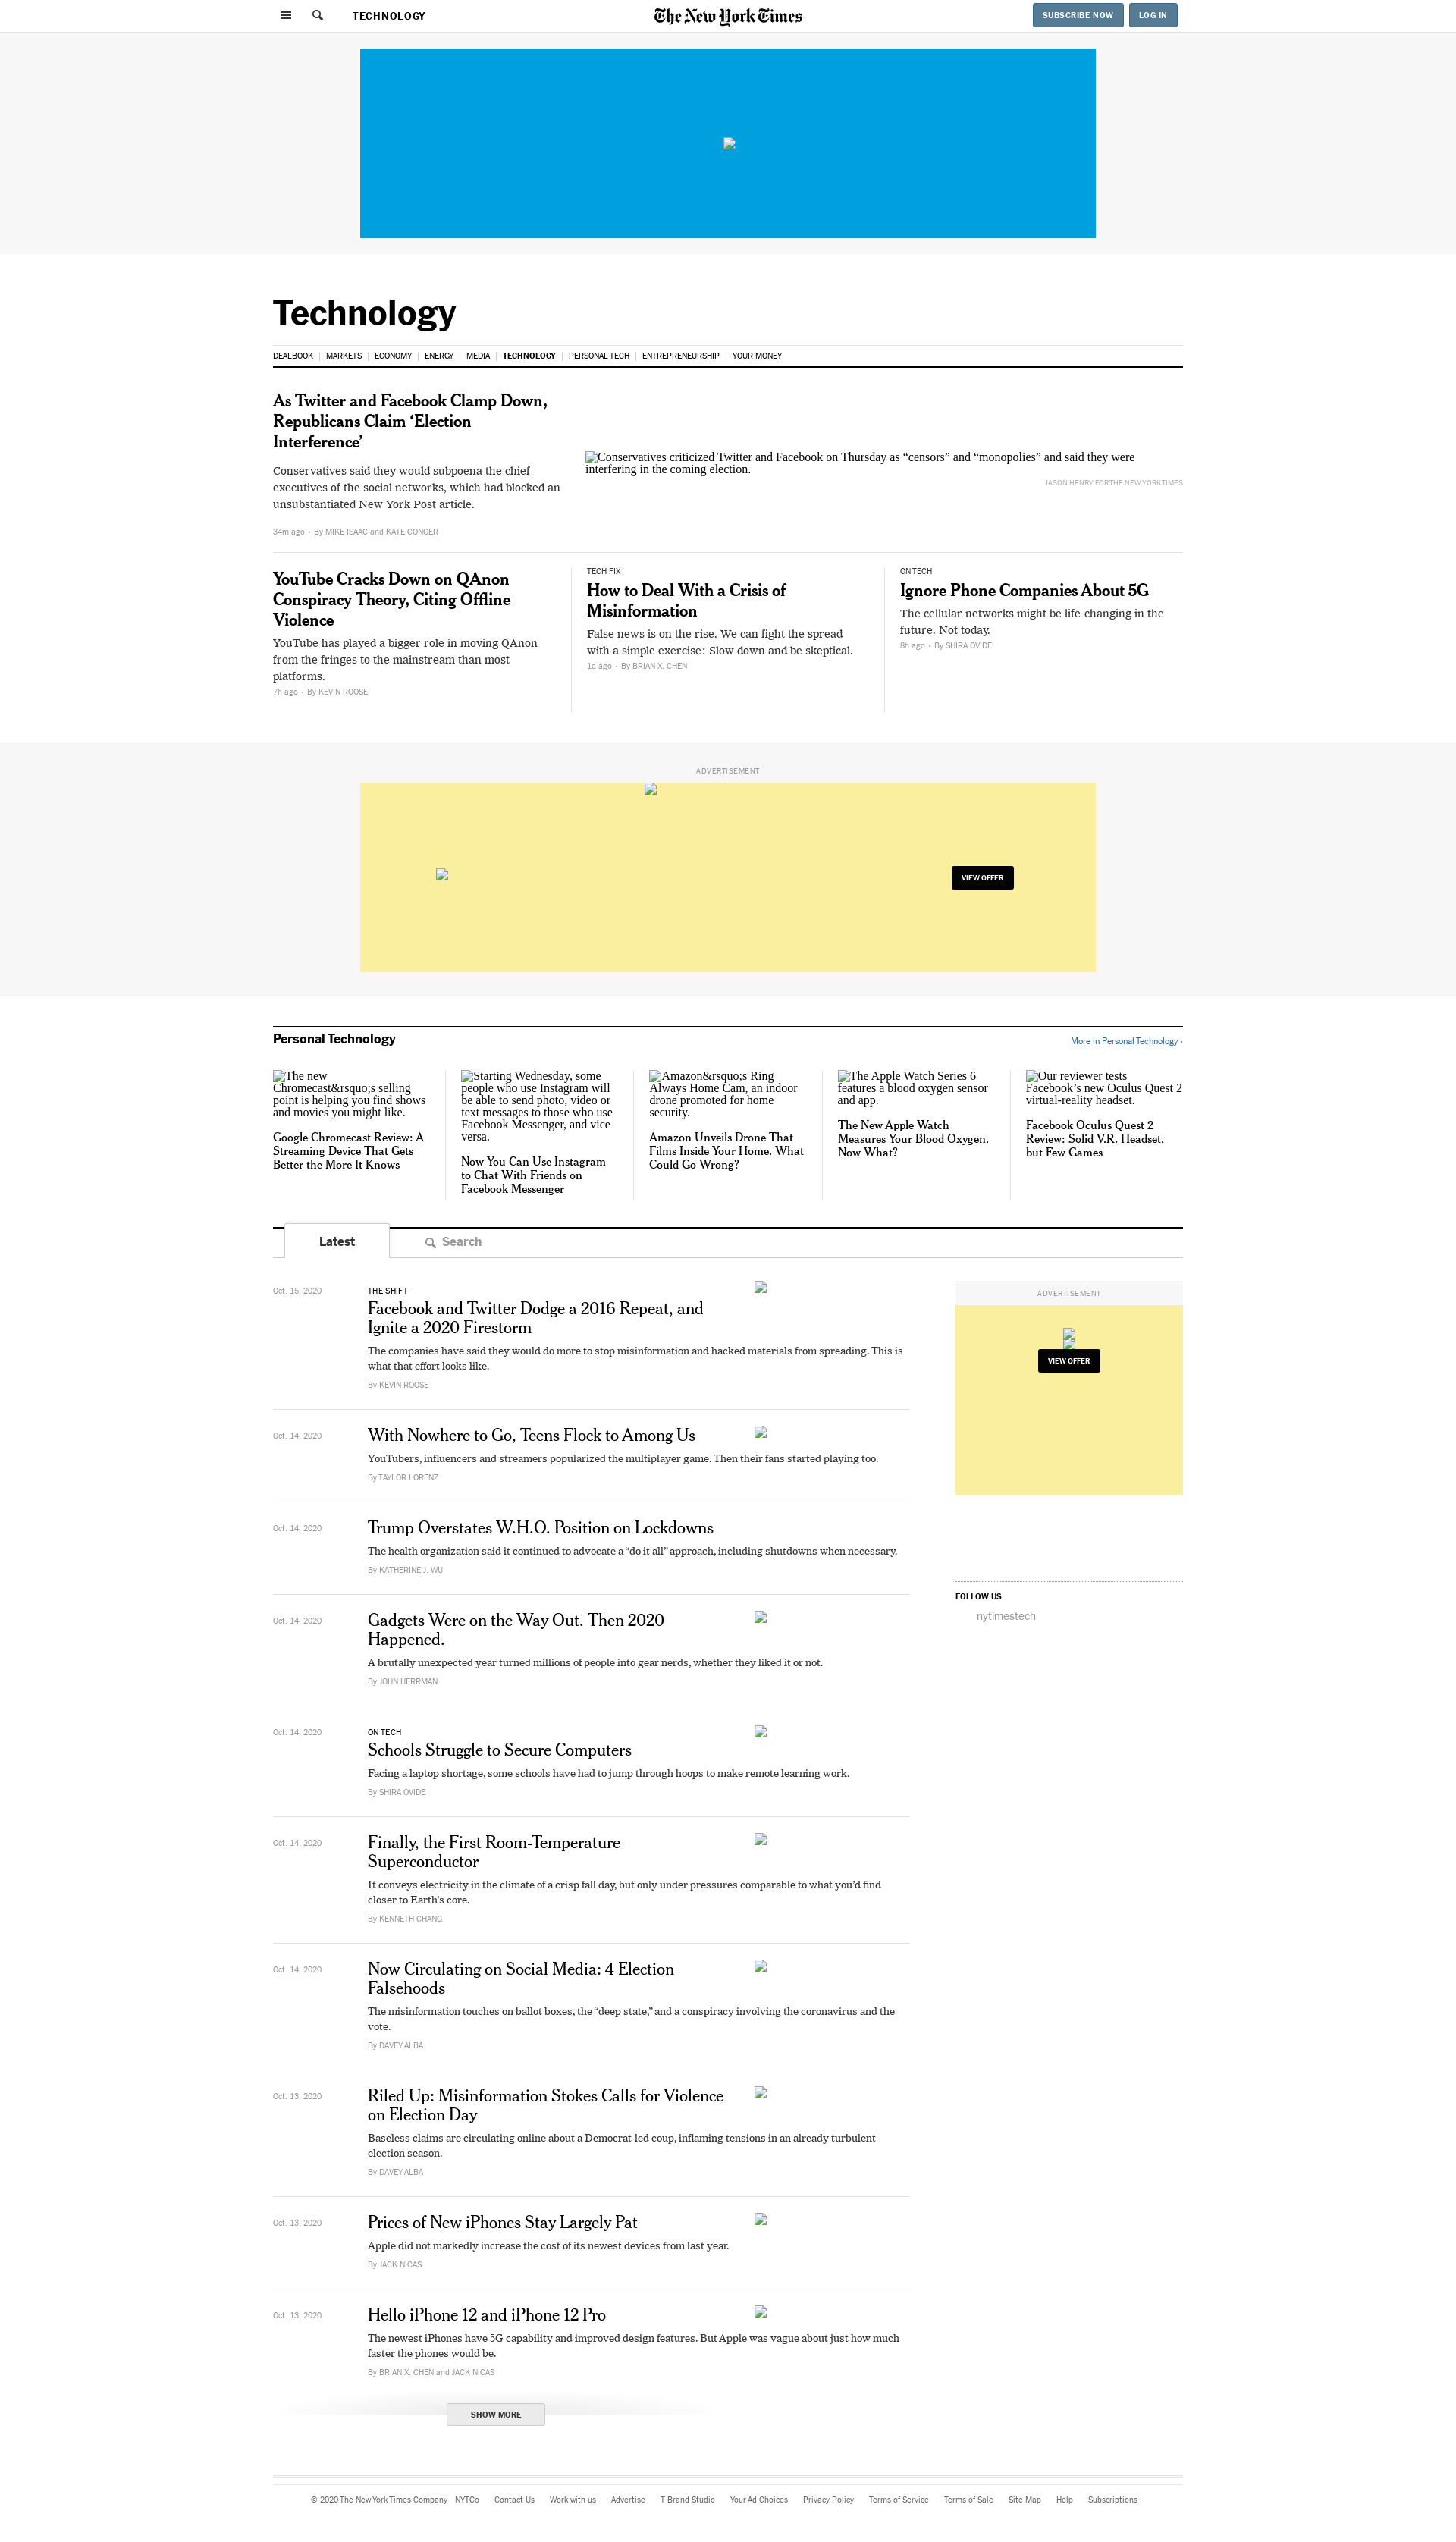 TECHNOLOGY
The New York Times
SUBSCRIBE NOW
LOG IN
Technology
DEALBOOK
MARKETS
ECONOMY
ENERGY
MEDIA
TECHNOLOGY
PERSONAL TECH
ENTREPRENEURSHIP
YOUR MONEY
As Twitter and Facebook Clamp Down,
Republicans Claim ‘Election
Interference’
Conservatives said they would subpoena the chief
executives of the social networks, which had blocked an
unsubstantiated New York Post article.
34m ago • By MIKE ISAAC and KATE CONGER
Conservatives criticized Twitter and Facebook on Thursday as “censors” and “monopolies” and said they were
interfering in the coming election.
JASON HENRY FOR THE NEW YORK TIMES
YouTube Cracks Down on QAnon
Conspiracy Theory, Citing Offline
Violence
YouTube has played a bigger role in moving QAnon
from the fringes to the mainstream than most
platforms.
7h ago • By KEVIN ROOSE
TECH FIX
How to Deal With a Crisis of
Misinformation
False news is on the rise. We can fight the spread
with a simple exercise: Slow down and be skeptical.
1d ago • By BRIAN X. CHEN
ON TECH
Ignore Phone Companies About 5G
The cellular networks might be life-changing in the
future. Not today.
8h ago • By SHIRA OVIDE
ADVERTISEMENT
VIEW OFFER
Personal Technology
More in Personal Technology ›
The new
Chromecast&rsquo;s selling
point is helping you find shows
and movies you might like.
Google Chromecast Review: A
Streaming Device That Gets
Better the More It Knows
Starting Wednesday, some
people who use Instagram will
be able to send photo, video or
text messages to those who use
Facebook Messenger, and vice
versa.
Now You Can Use Instagram
to Chat With Friends on
Facebook Messenger
Amazon&rsquo;s Ring
Always Home Cam, an indoor
drone promoted for home
security.
Amazon Unveils Drone That
Films Inside Your Home. What
Could Go Wrong?
The Apple Watch Series 6
features a blood oxygen sensor
and app.
The New Apple Watch
Measures Your Blood Oxygen.
Now What?
Our reviewer tests
Facebook’s new Oculus Quest 2
virtual-reality headset.
Facebook Oculus Quest 2
Review: Solid V.R. Headset,
but Few Games
Latest
Search
Oct. 15, 2020
THE SHIFT
Facebook and Twitter Dodge a 2016 Repeat, and
Ignite a 2020 Firestorm
The companies have said they would do more to stop misinformation and hacked materials from spreading. This is
what that effort looks like.
By KEVIN ROOSE
Oct. 14, 2020
With Nowhere to Go, Teens Flock to Among Us
YouTubers, influencers and streamers popularized the multiplayer game. Then their fans started playing too.
By TAYLOR LORENZ
Oct. 14, 2020
Trump Overstates W.H.O. Position on Lockdowns
The health organization said it continued to advocate a “do it all” approach, including shutdowns when necessary.
By KATHERINE J. WU
Oct. 14, 2020
Gadgets Were on the Way Out. Then 2020
Happened.
A brutally unexpected year turned millions of people into gear nerds, whether they liked it or not.
By JOHN HERRMAN
Oct. 14, 2020
ON TECH
Schools Struggle to Secure Computers
Facing a laptop shortage, some schools have had to jump through hoops to make remote learning work.
By SHIRA OVIDE
Oct. 14, 2020
Finally, the First Room-Temperature
Superconductor
It conveys electricity in the climate of a crisp fall day, but only under pressures comparable to what you’d find
closer to Earth’s core.
By KENNETH CHANG
Oct. 14, 2020
Now Circulating on Social Media: 4 Election
Falsehoods
The misinformation touches on ballot boxes, the “deep state,” and a conspiracy involving the coronavirus and the
vote.
By DAVEY ALBA
Oct. 13, 2020
Riled Up: Misinformation Stokes Calls for Violence
on Election Day
Baseless claims are circulating online about a Democrat-led coup, inflaming tensions in an already turbulent
election season.
By DAVEY ALBA
Oct. 13, 2020
Prices of New iPhones Stay Largely Pat
Apple did not markedly increase the cost of its newest devices from last year.
By JACK NICAS
Oct. 13, 2020
Hello iPhone 12 and iPhone 12 Pro
The newest iPhones have 5G capability and improved design features. But Apple was vague about just how much
faster the phones would be.
By BRIAN X. CHEN and JACK NICAS
SHOW MORE
ADVERTISEMENT
VIEW OFFER
FOLLOW US
nytimestech
© 2020 The New York Times Company
NYTCo
Contact Us
Work with us
Advertise
T Brand Studio
Your Ad Choices
Privacy Policy
Terms of Service
Terms of Sale
Site Map
Help
Subscriptions